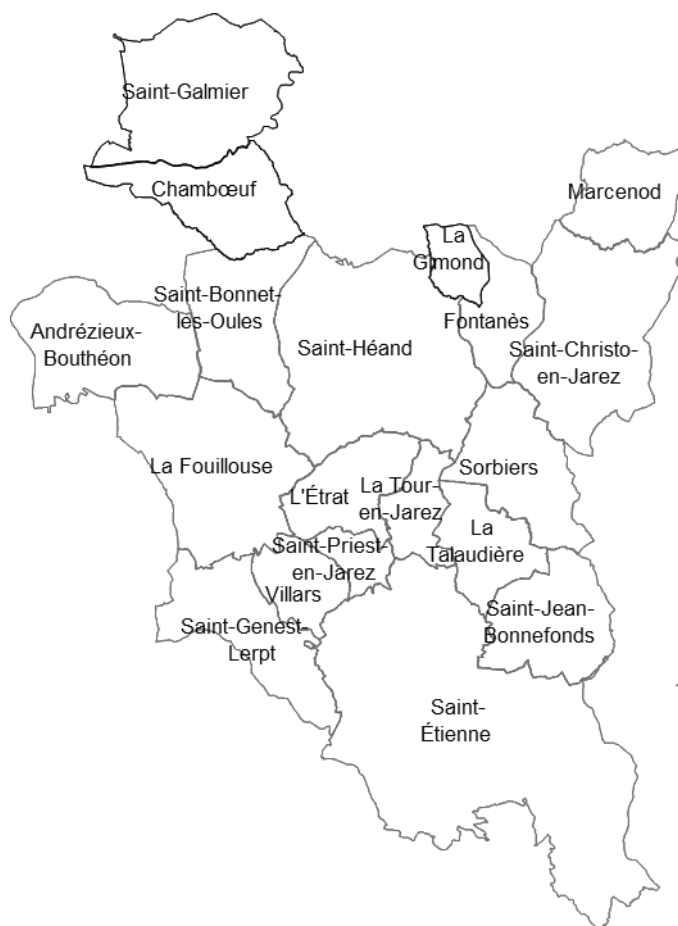 Saint-Galmier
Chambœuf
Marcenod
La
Gimond
Saint-Bonnet-
les-Oules
Fontanès
Andrézieux-
Bouthéon
Saint-Héand
Saint-Christo-
en-Jarez
La Fouillouse
Sorbiers
L'Étrat
La Tour-
en-Jarez
La
Talaudière
Saint-Priest-
en-Jarez
Villars
Saint-Jean-
Bonnefonds
Saint-Genest-
Lerpt
Saint-
Étienne